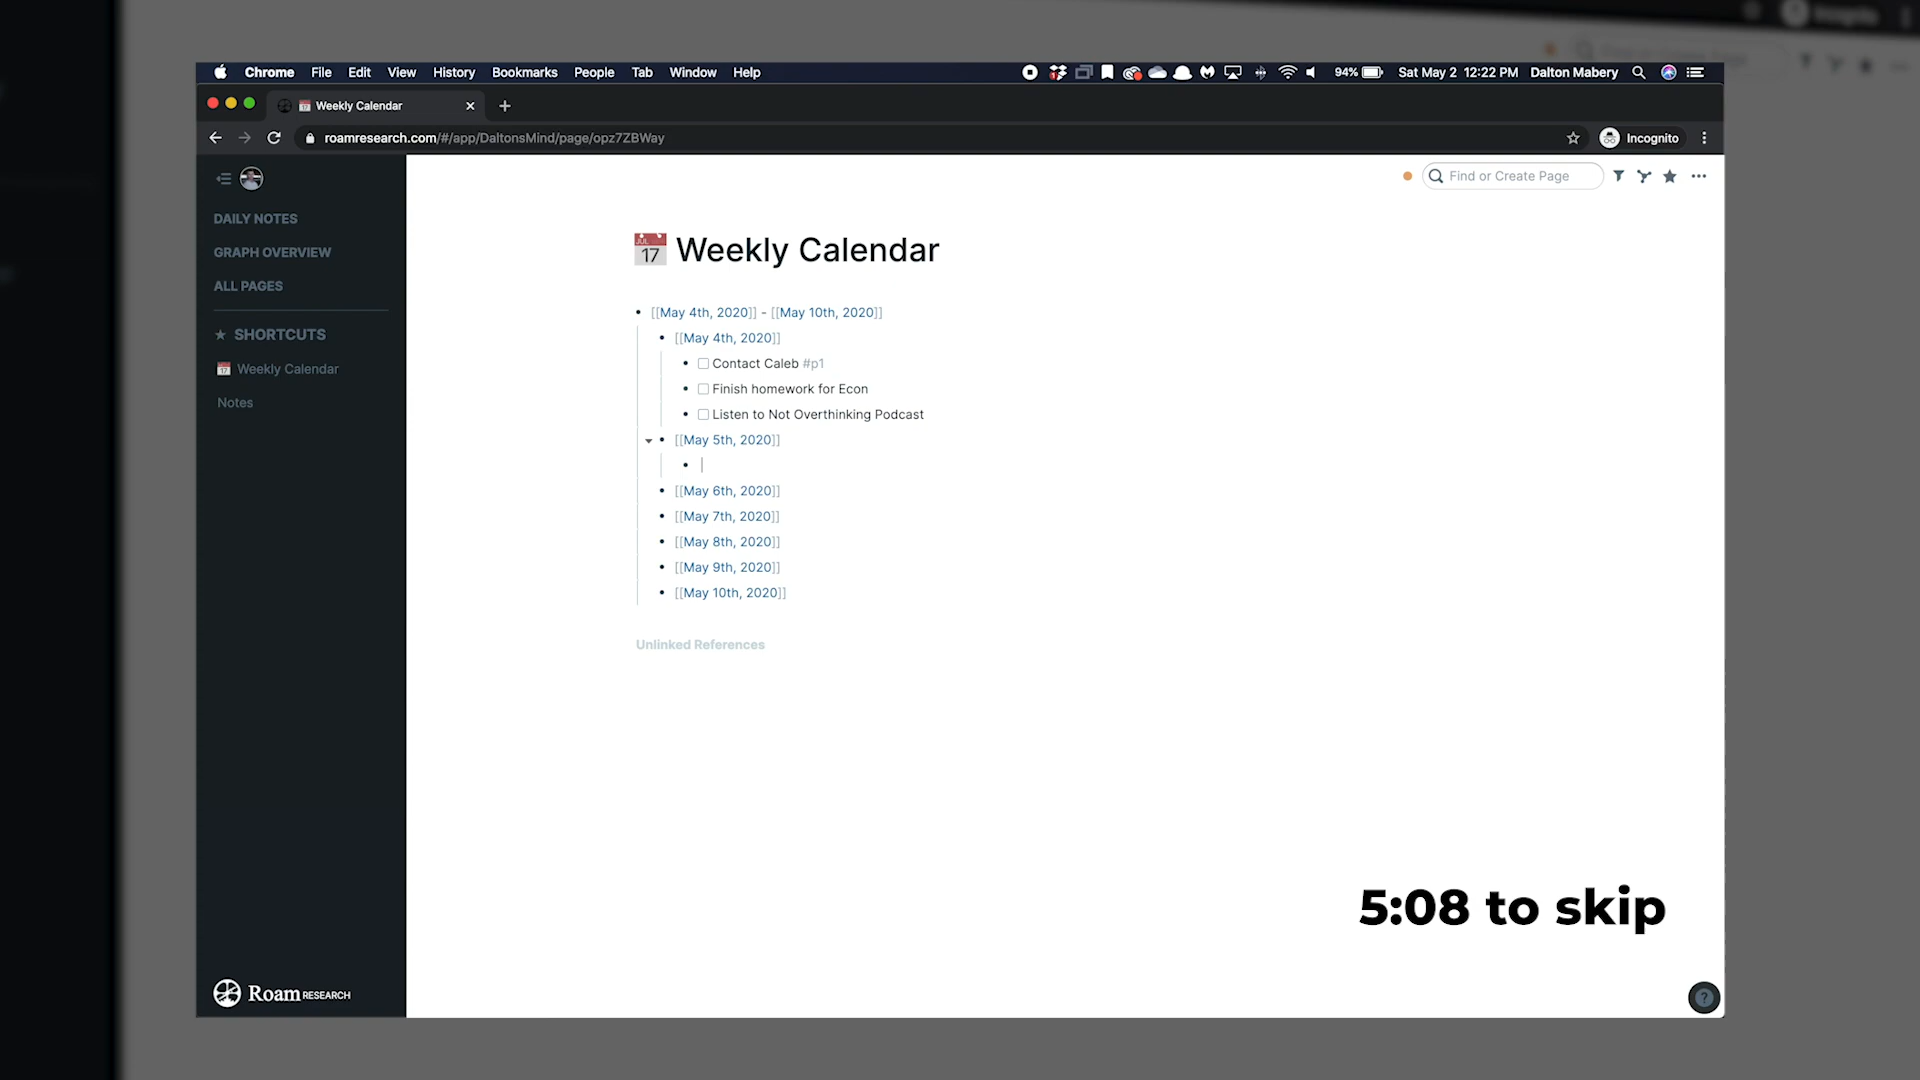 Chrome File Edit View History Bookmarks People Tab Window Help 94% Sat May 2 12:22 PM Dalton Mabery
Weekly Calendar
roamresearch.com/#/app/DaltonsMind/page/opz7ZBWay Incognito
Find or Create Page
DAILY NOTES
GRAPH OVERVIEW
ALL PAGES
SHORTCUTS
Weekly Calendar
Notes
JUL 17 Weekly Calendar
[[May 4th, 2020]] - [[May 10th, 2020]]
[[May 4th, 2020]]
Contact Caleb #p1
Finish homework for Econ
Listen to Not Overthinking Podcast
[[May 5th, 2020]]
[[May 6th, 2020]]
[[May 7th, 2020]]
[[May 8th, 2020]]
[[May 9th, 2020]]
[[May 10th, 2020]]
Unlinked References
5:08 to skip
Roam RESEARCH
?